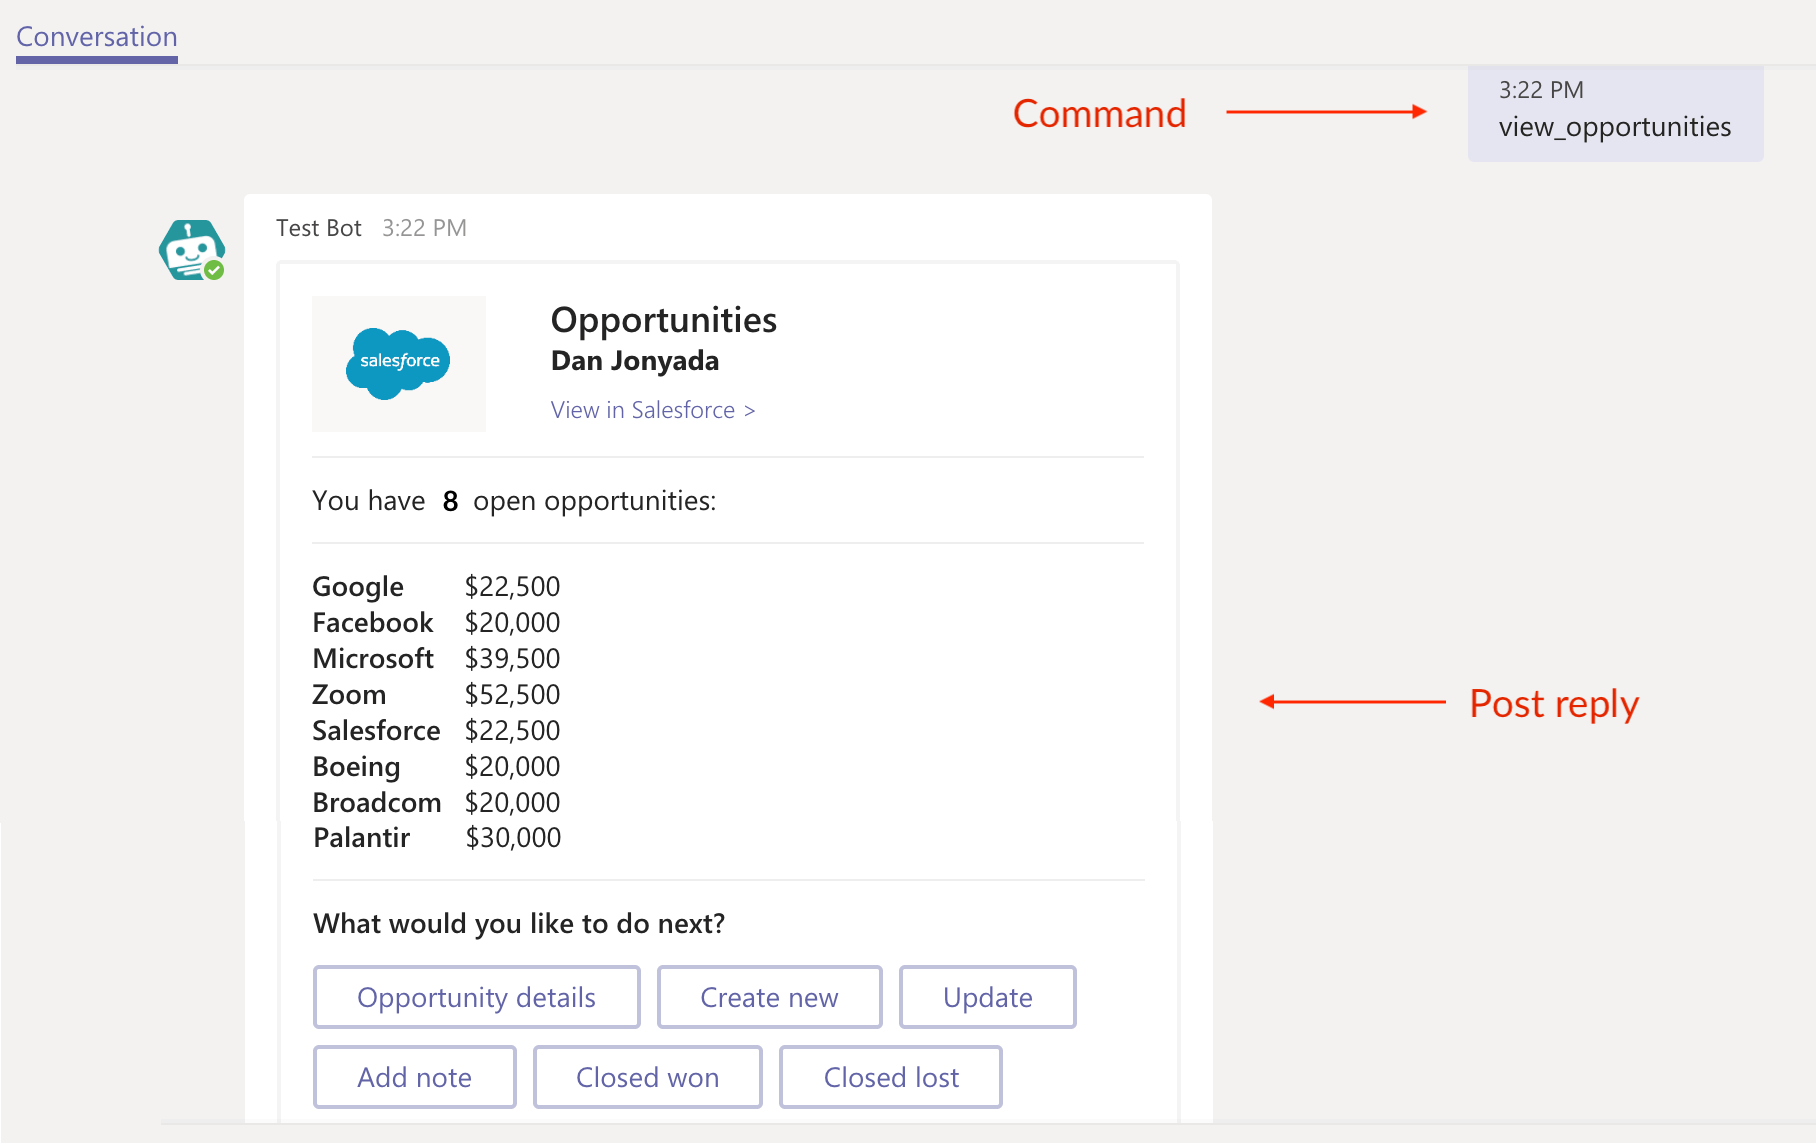 Conversation
3:22 PM
Command
view_opportunities
Test Bot 3:22 PM
salesforce
Opportunities
Dan Jonyada
View in Salesforce >
You have 8 open opportunities:
Google $22,500
Facebook $20,000
Microsoft $39,500
Zoom $52,500
Post reply
Salesforce $22,500
Boeing $20,000
Broadcom $20,000
Palantir $30,000
What would you like to do next?
Opportunity details Create new Update
Add note Closed won Closed lost